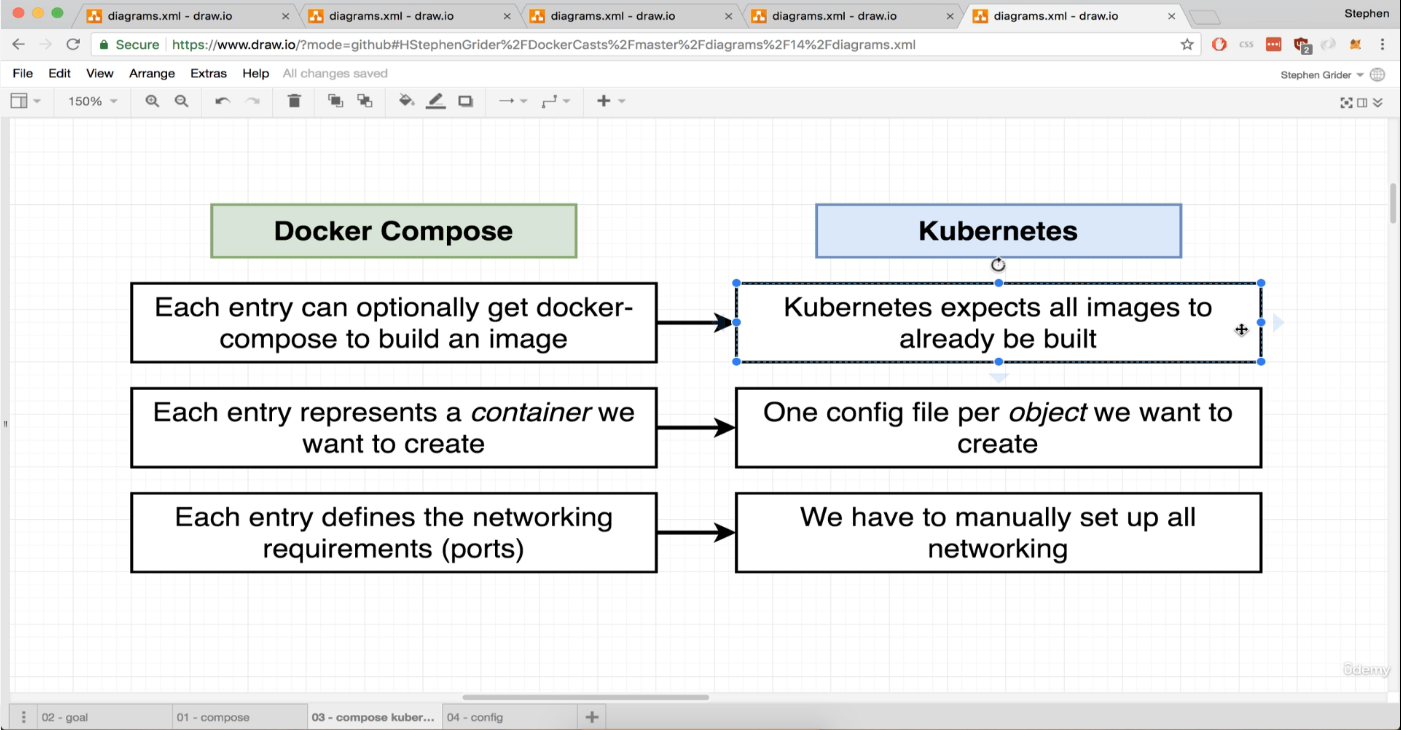 diagrams.xml - draw.io
diagrams.xml - draw.io
diagrams.xml - draw.io
diagrams.xml - draw.io
diagrams.xml - draw.io
Stephen
Secure
https://www.draw.io/?mode=github#HStephenGrider%2FDockerCasts%2Fmaster%2Fdiagrams%2F14%2Fdiagrams.xml
CSS
2
File Edit View Arrange Extras Help All changes saved
Stephen Grider
150%
Docker Compose
Kubernetes
Each entry can optionally get docker-
compose to build an image
Kubernetes expects all images to
already be built
Each entry represents a container we
want to create
One config file per object we want to
create
Each entry defines the networking
requirements (ports)
We have to manually set up all
networking
ûdemy
02 - goal
01 - compose
03 - compose kuber...
04 - config